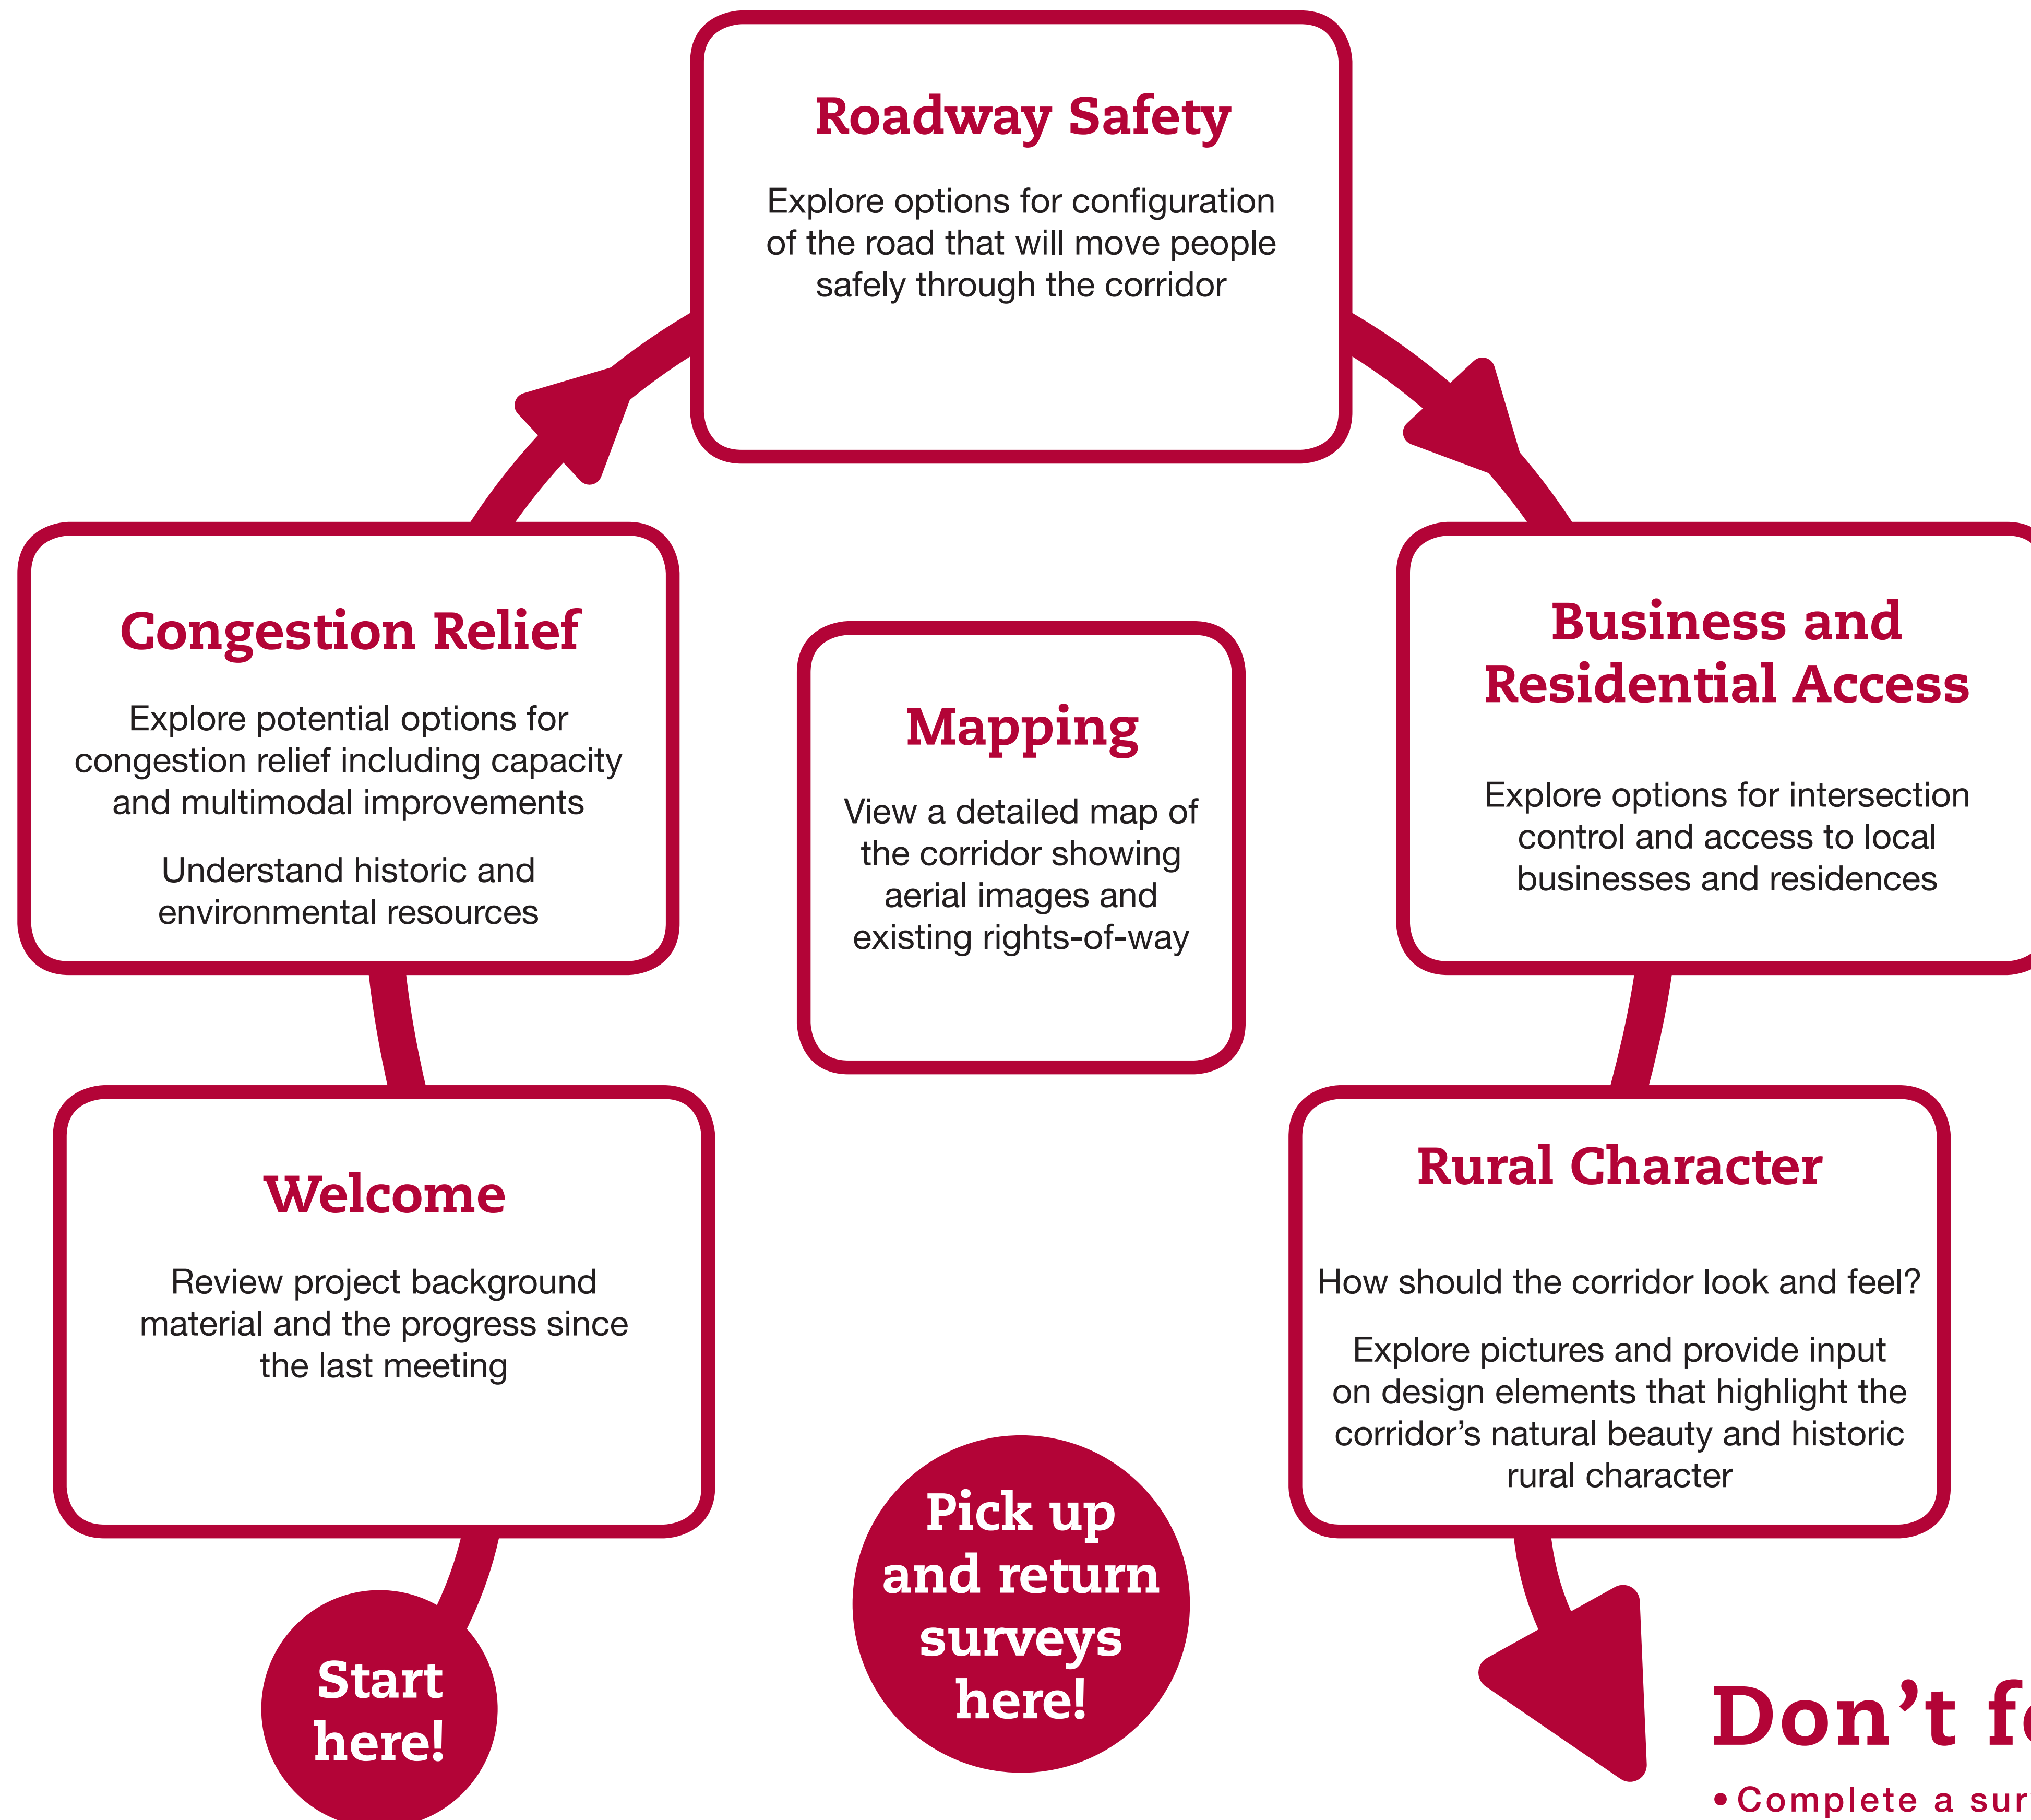 Roadway Safety
Explore options for configuration
of the road that will move people
safely through the corridor
Congestion Relief
Explore potential options for
congestion relief including capacity
and multimodal improvements
Understand historic and
environmental resources
Mapping
View a detailed map of
the corridor showing
aerial images and
existing rights-of-way
Business and
Residential Access
Explore options for intersection
control and access to local
businesses and residences
Welcome
Review project background
material and the progress since
the last meeting
Rural Character
How should the corridor look and feel?
Explore pictures and provide input
on design elements that highlight the
corridor’s natural beauty and historic
rural character
Pick up
and return
surveys
here!
Start
here!
Don’t
• Complete a